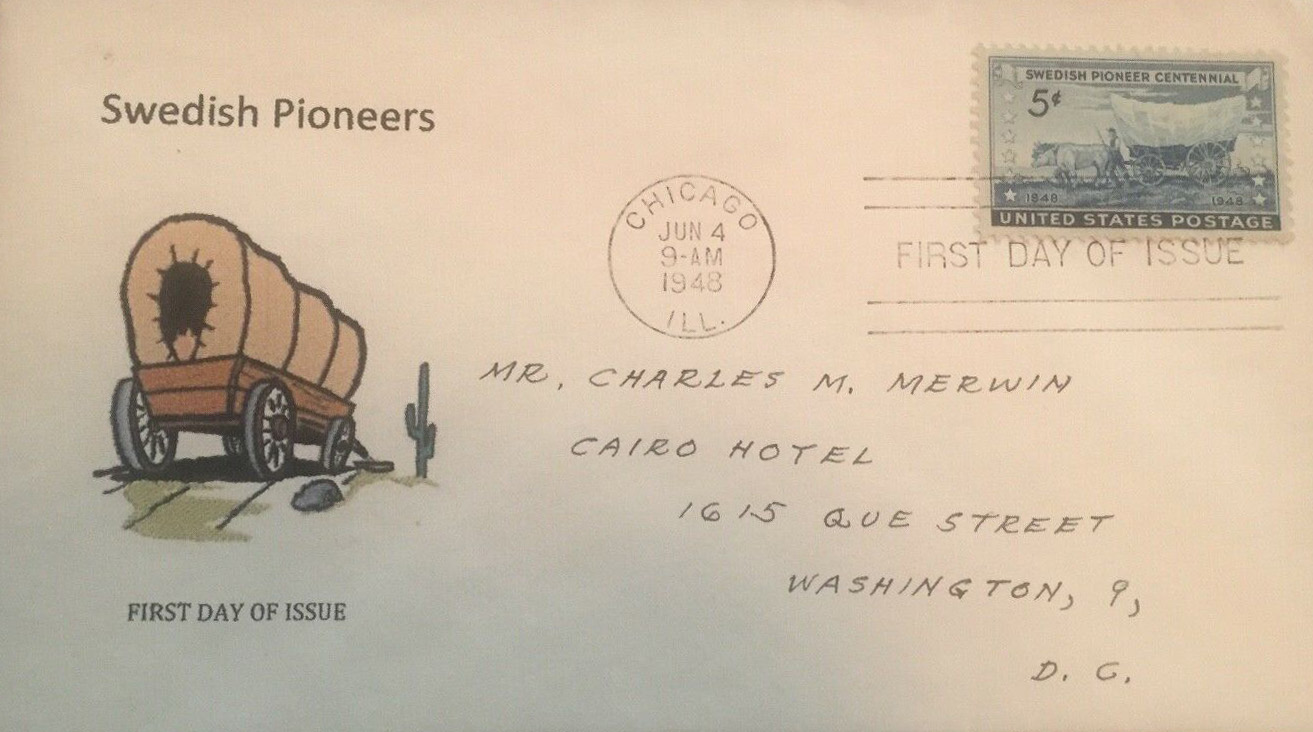 Swedish Pioneers
SWEDISH PIONEER CENTENNIAL
5¢
1948 1948
UNITED STATES POSTAGE
CHICAGO
JUN 4
9-AM
1948
ILL.
FIRST DAY OF ISSUE
MR. CHARLES M. MERWIN
CAIRO HOTEL
1615 QUE STREET
WASHINGTON, 9,
D. C.
FIRST DAY OF ISSUE